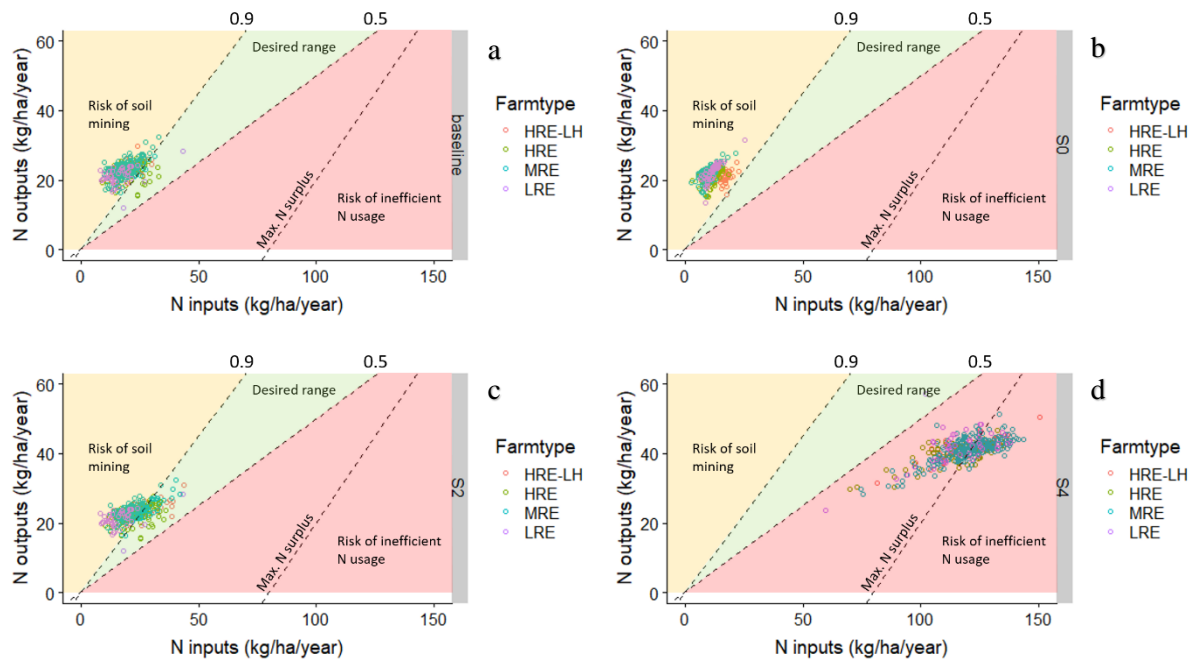 0.9
0.5
a
60
40
20
0
N outputs (kg/ha/year)
Desired range
Risk of soil
mining
Max. N surplus
Risk of inefficient
N usage
baseline
0
50
100
150
N inputs (kg/ha/year)
Farmtype
HRE-LH
HRE
MRE
LRE
0.9
0.5
b
60
40
20
0
N outputs (kg/ha/year)
Desired range
Risk of soil
mining
Max. N surplus
Risk of inefficient
N usage
S0
0
50
100
150
N inputs (kg/ha/year)
Farmtype
HRE-LH
HRE
MRE
LRE
0.9
0.5
c
60
40
20
0
N outputs (kg/ha/year)
Desired range
Risk of soil
mining
Max. N surplus
Risk of inefficient
N usage
S2
0
50
100
150
N inputs (kg/ha/year)
Farmtype
HRE-LH
HRE
MRE
LRE
0.9
0.5
d
60
40
20
0
N outputs (kg/ha/year)
Desired range
Risk of soil
mining
Max. N surplus
Risk of inefficient
N usage
S4
0
50
100
150
N inputs (kg/ha/year)
Farmtype
HRE-LH
HRE
MRE
LRE